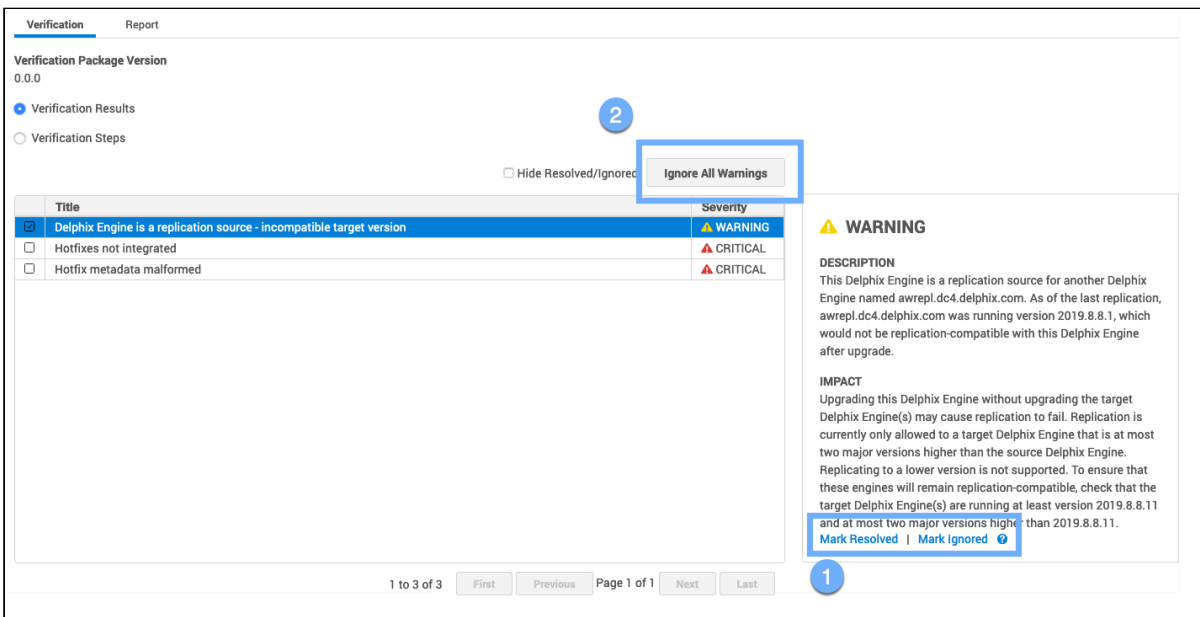 Verification Report
Verification Package Version
0.0.0
Verification Results
2
Verification Steps
Hide Resolved/Ignored Ignore All Warnings
Title Severity
Delphix Engine is a replication source - incompatible target version WARNING
Hotfixes not integrated CRITICAL
Hotfix metadata malformed CRITICAL
WARNING
DESCRIPTION
This Delphix Engine is a replication source for another Delphix
Engine named awrepl.dc4.delphix.com. As of the last replication,
awrepl.dc4.delphix.com was running version 2019.8.8.1, which
would not be replication-compatible with this Delphix Engine
after upgrade.
IMPACT
Upgrading this Delphix Engine without upgrading the target
Delphix Engine(s) may cause replication to fail. Replication is
currently only allowed to a target Delphix Engine that is at most
two major versions higher than the source Delphix Engine.
Replicating to a lower version is not supported. To ensure that
these engines will remain replication-compatible, check that the
target Delphix Engine(s) are running at least version 2019.8.8.11
and at most two major versions higher than 2019.8.8.11.
Mark Resolved | Mark Ignored ?
1 to 3 of 3 First Previous Page 1 of 1 Next Last
1